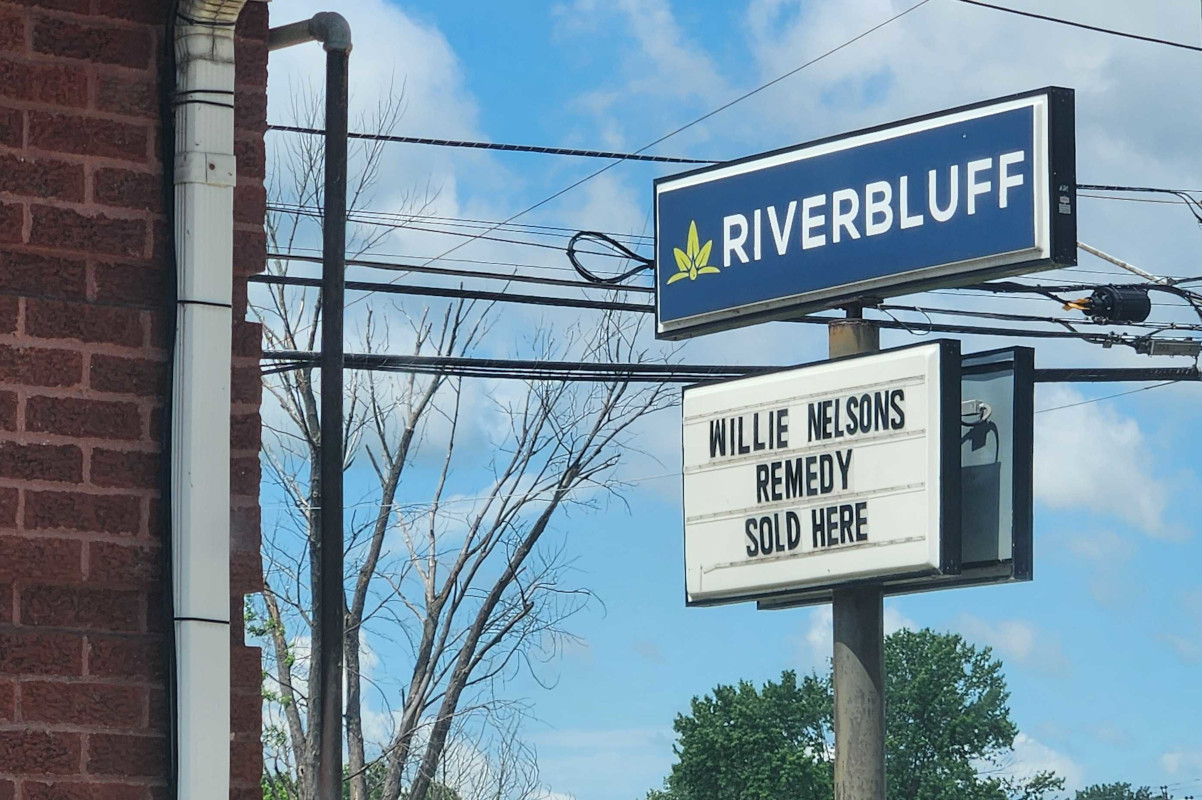 RIVERBLUFF
WILLIE NELSONS
REMEDY
SOLD HERE